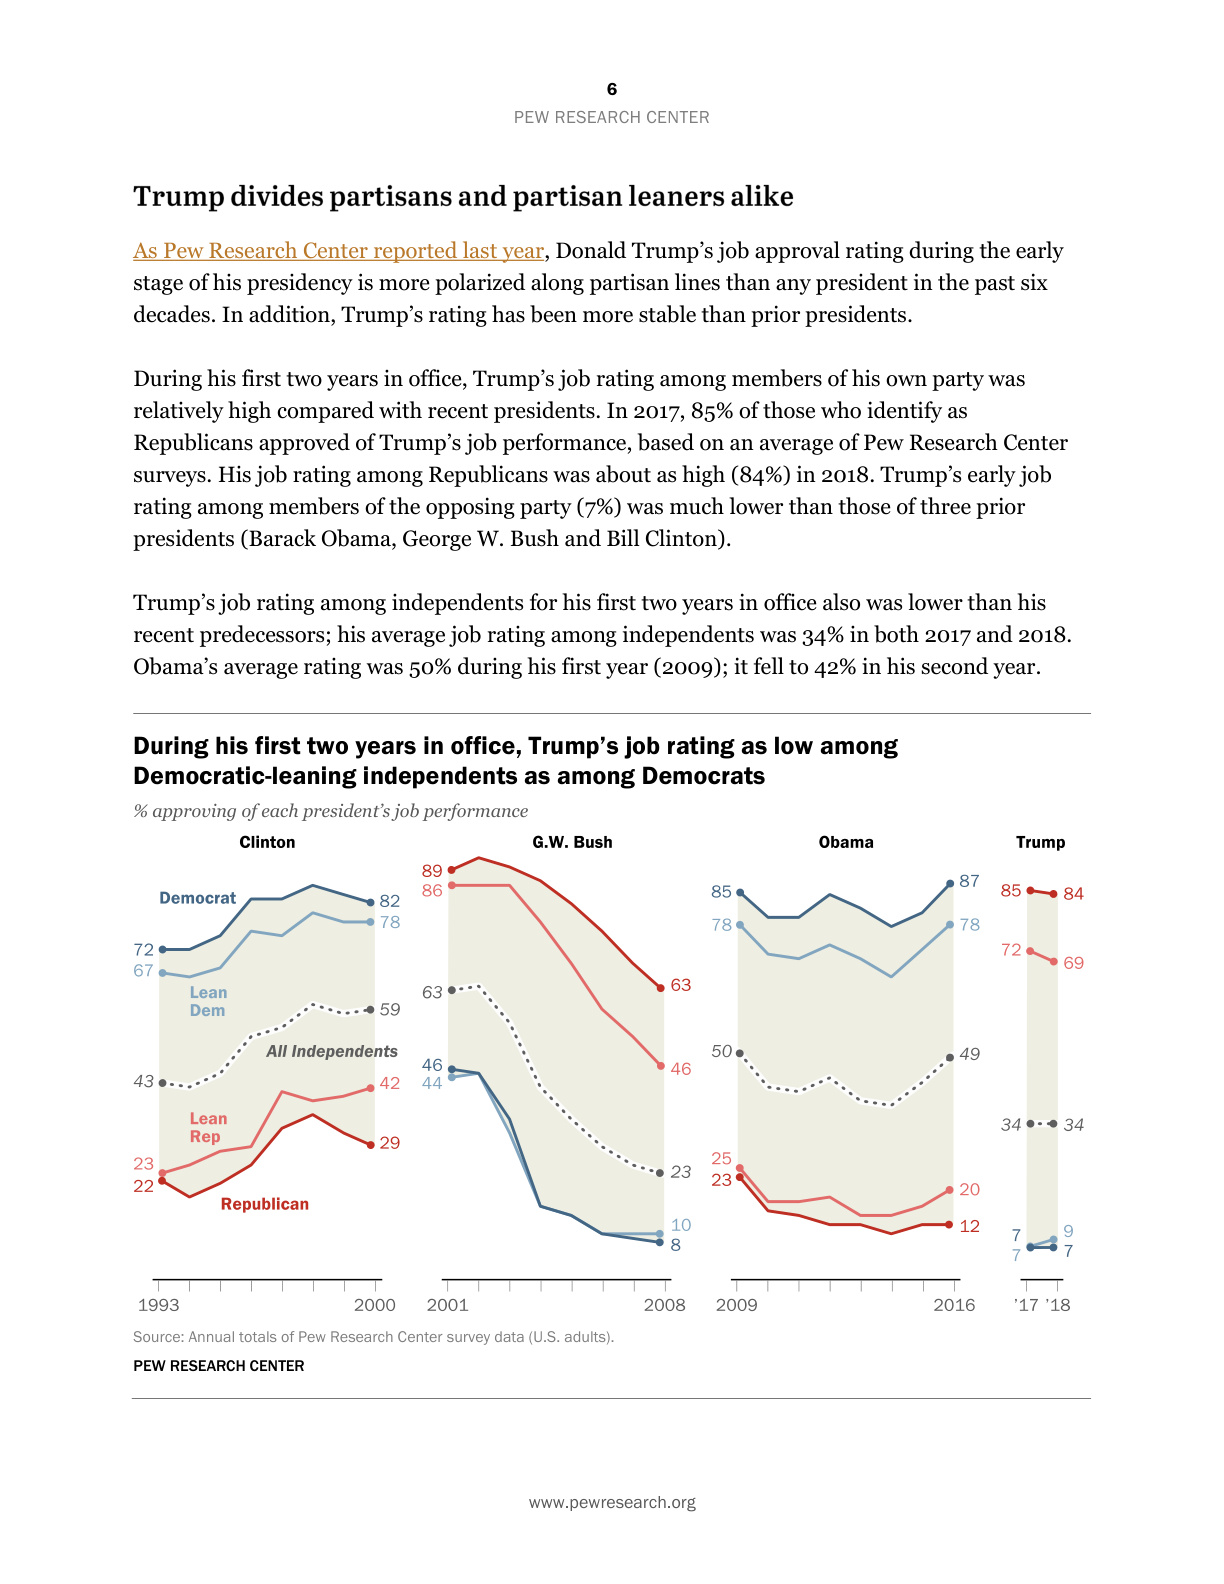 6
PEW RESEARCH CENTER
Trump divides partisans and partisan leaners alike
As Pew Research Center reported last year, Donald Trump’s job approval rating during the early
stage of his presidency is more polarized along partisan lines than any president in the past six
decades. In addition, Trump’s rating has been more stable than prior presidents.
During his first two years in office, Trump’s job rating among members of his own party was
relatively high compared with recent presidents. In 2017, 85% of those who identify as
Republicans approved of Trump’s job performance, based on an average of Pew Research Center
surveys. His job rating among Republicans was about as high (84%) in 2018. Trump’s early job
rating among members of the opposing party (7%) was much lower than those of three prior
presidents (Barack Obama, George W. Bush and Bill Clinton).
Trump’s job rating among independents for his first two years in office also was lower than his
recent predecessors; his average job rating among independents was 34% in both 2017 and 2018.
Obama’s average rating was 50% during his first year (2009); it fell to 42% in his second year.
During his first two years in office, Trump’s job rating as low among
Democratic-leaning independents as among Democrats
% approving of each president’s job performance
Clinton
Democrat
72
82
67
78
Lean
Dem
59
All Independents
43
42
Lean
Rep
23
29
22
Republican
1993
2000
G.W. Bush
89
86
63
63
46
46
44
23
10
8
2001
2008
Obama
85
87
78
78
50
49
25
23
20
12
2009
2016
Trump
85
84
72
69
34
34
7
9
7
7
’17
’18
Source: Annual totals of Pew Research Center survey data (U.S. adults).
PEW RESEARCH CENTER
www.pewresearch.org